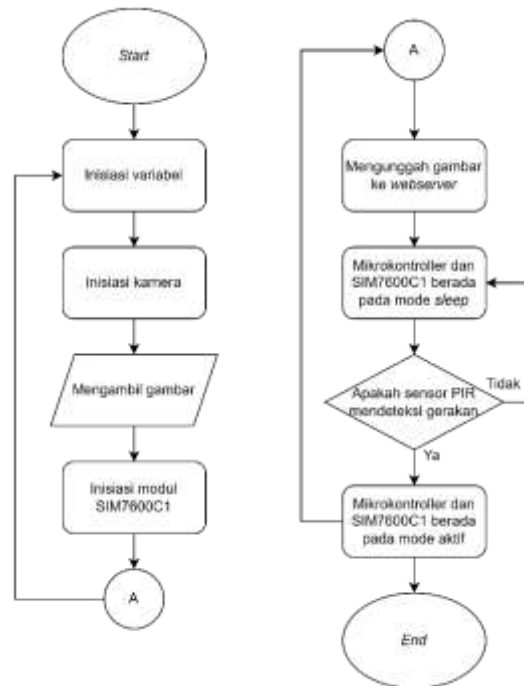 Start
Inisiasi variabel
Inisiasi kamera
Mengambil gambar
Inisiasi modul
SIM7600C1
A
A
Mengunggah gambar
ke webserver
Mikrokontroller dan
SIM7600C1 berada
pada mode sleep
Apakah sensor PIR
mendeteksi gerakan
Tidak
Ya
Mikrokontroller dan
SIM7600C1 berada
pada mode aktif
End